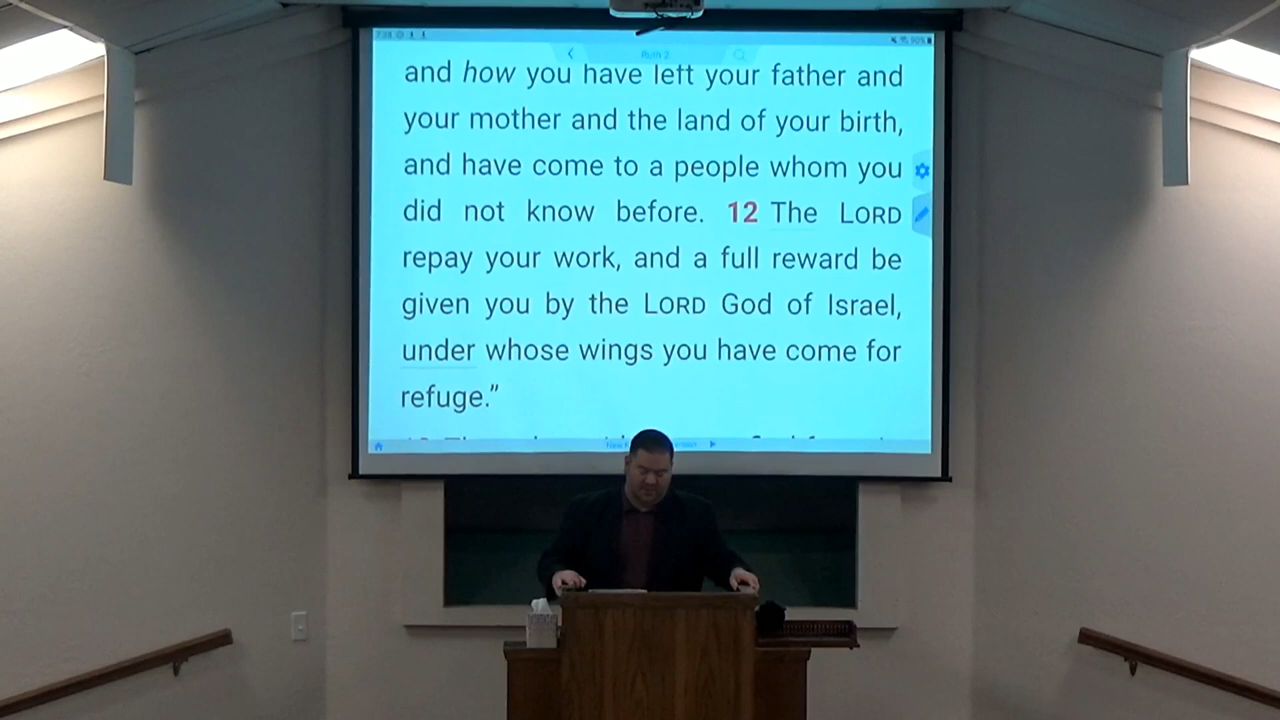 Ruth 2
and how you have left your father and
your mother and the land of your birth,
and have come to a people whom you
did not know before. 12 The LORD
repay your work, and a full reward be
given you by the LORD God of Israel,
under whose wings you have come for
refuge.”